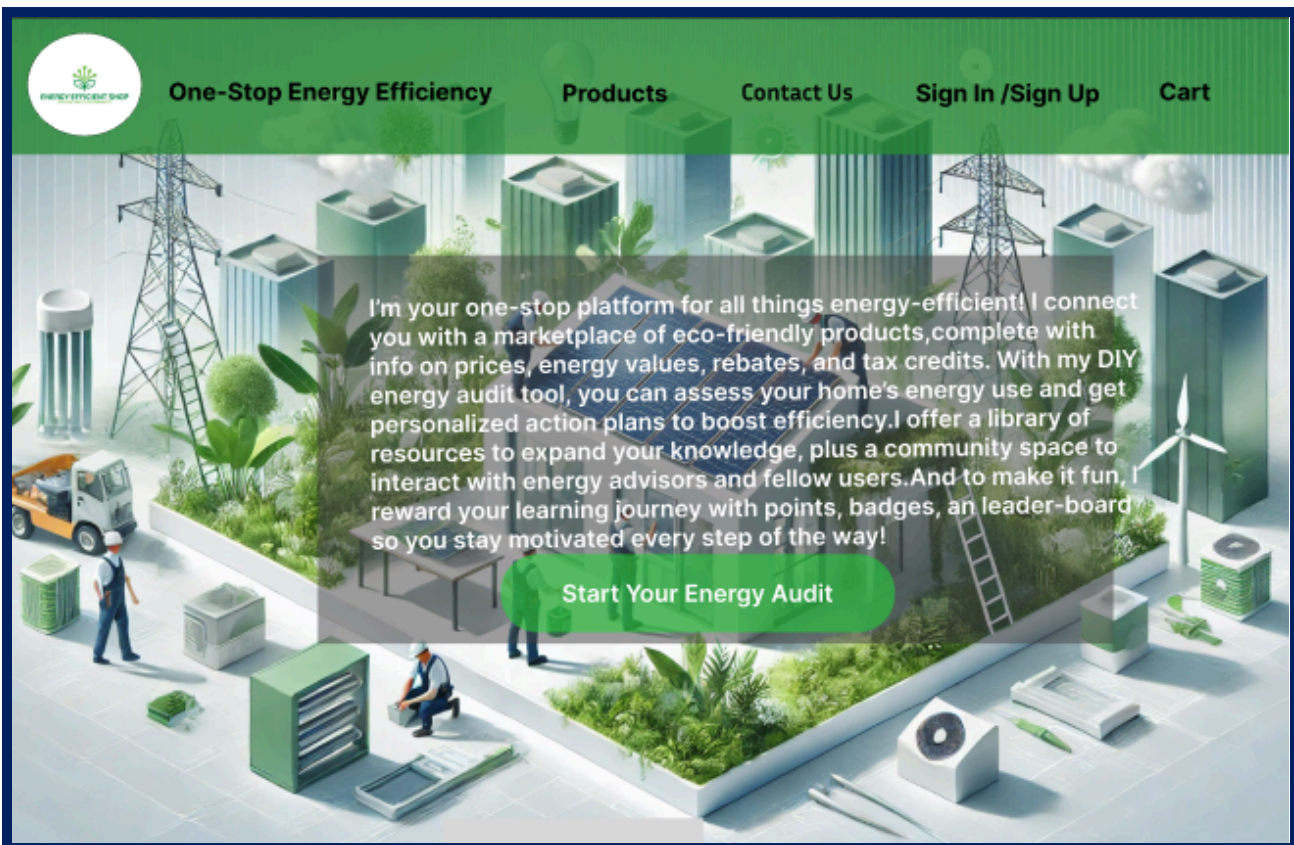 ENERGY EFFICIENT SHOP
One-Stop Energy Efficiency
Products
Contact Us
Sign In /Sign Up
Cart
I'm your one-stop platform for all things energy-efficient! I connect
you with a marketplace of eco-friendly products,complete with
info on prices, energy values, rebates, and tax credits. With my DIY
energy audit tool, you can assess your home's energy use and get
personalized action plans to boost efficiency.I offer a library of
resources to expand your knowledge, plus a community space to
interact with energy advisors and fellow users.And to make it fun, I
reward your learning journey with points, badges, an leader-board
so you stay motivated every step of the way!
Start Your Energy Audit